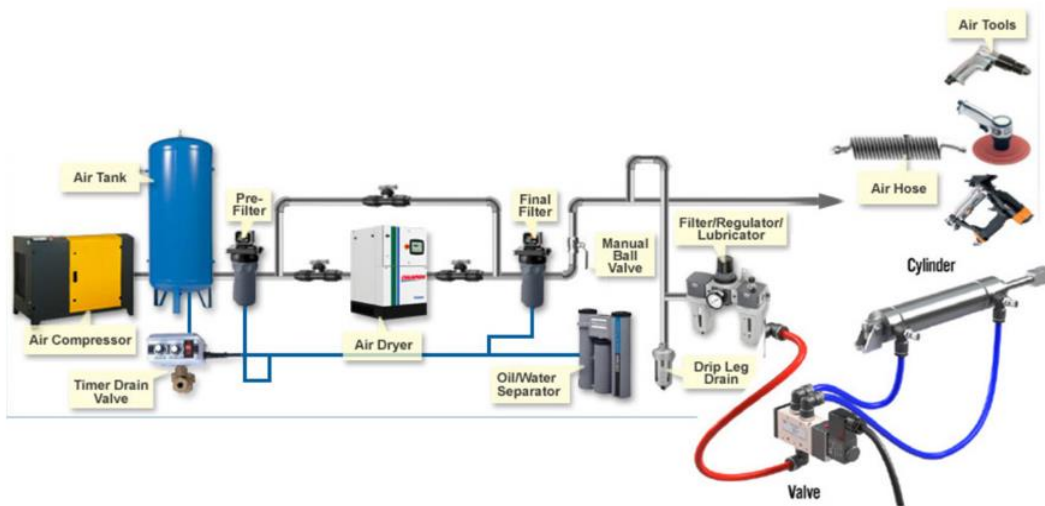 Air Tools
Air Tank
Pre-
Filter
Final
Filter
Air Hose
Filter/Regulator/
Lubricator
Manual
Ball
Valve
Cylinder
Air Compressor
Air Dryer
Timer Drain
Valve
Oil/Water
Separator
Drip Leg
Drain
Valve